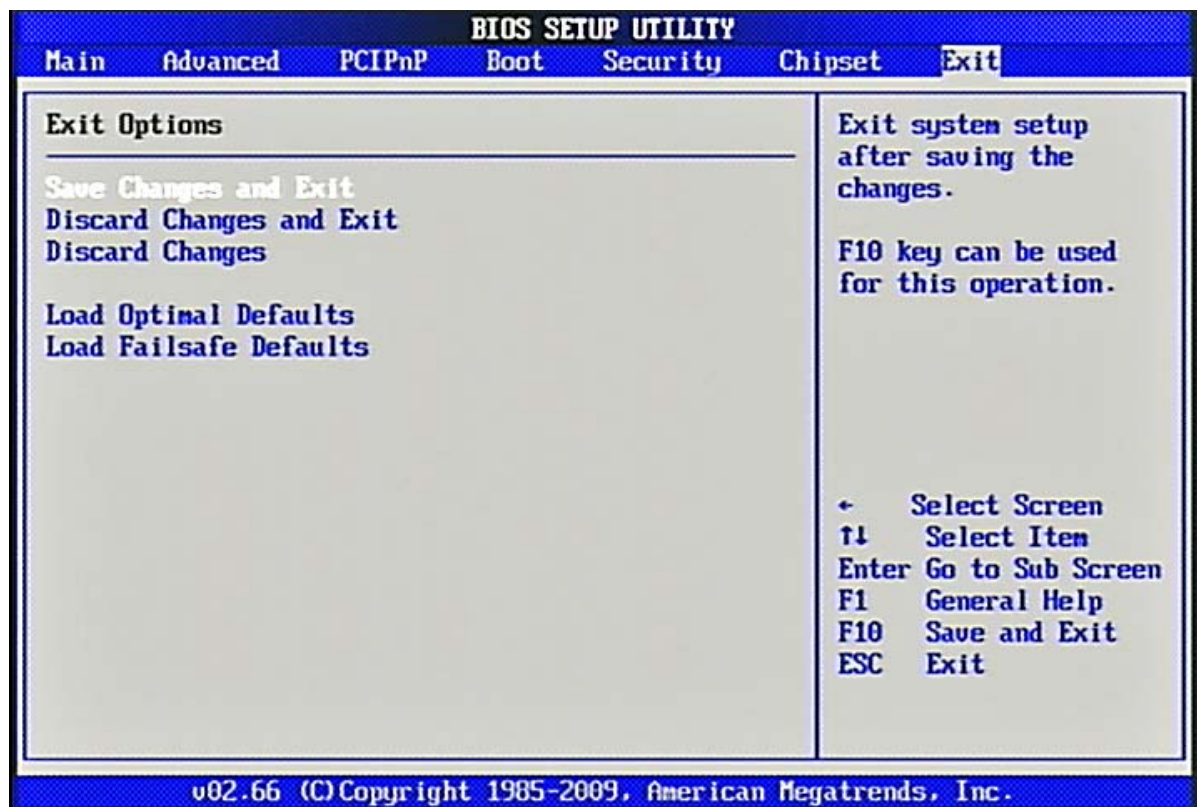 BIOS SETUP UTILITY
Main Advanced PCIPnP Boot Security Chipset Exit
Exit Options
Save Changes and Exit
Discard Changes and Exit
Discard Changes
Load Optimal Defaults
Load Failsafe Defaults
Exit system setup
after saving the
changes.
F10 key can be used
for this operation.
← Select Screen
↑↓ Select Item
Enter Go to Sub Screen
F1 General Help
F10 Save and Exit
ESC Exit
v02.66 (C)Copyright 1985-2009, American Megatrends, Inc.